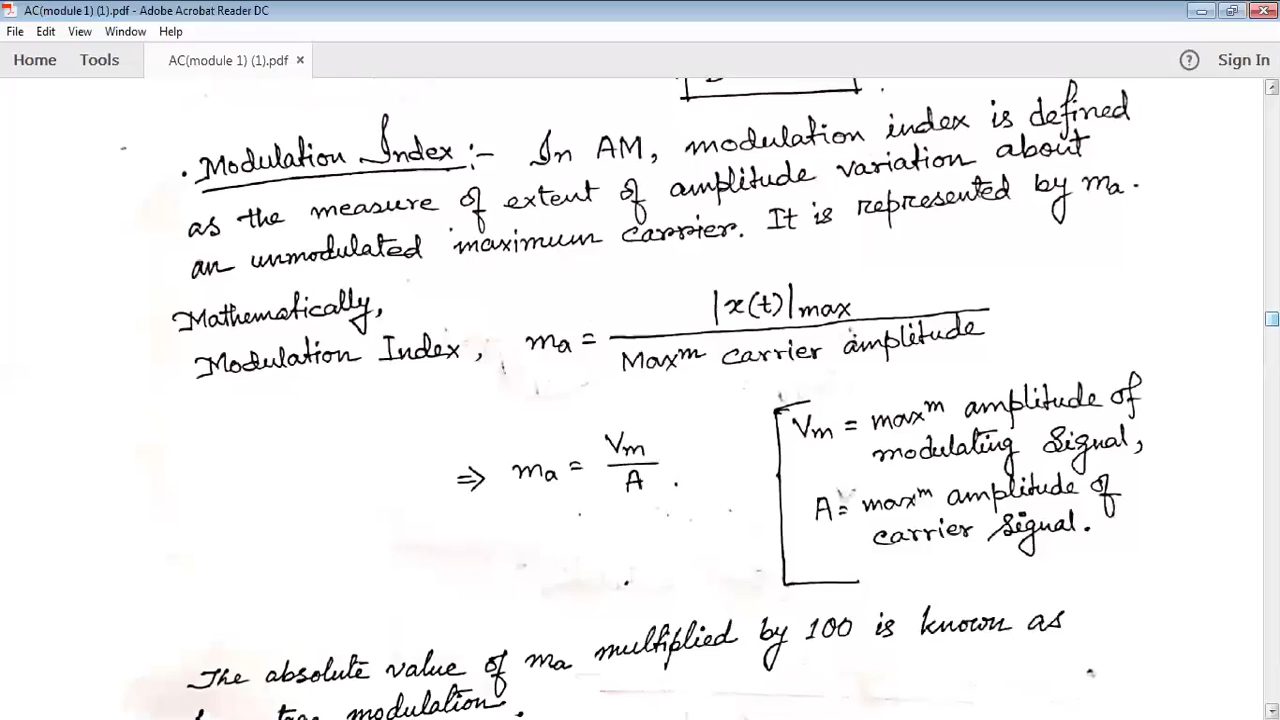 AC(module 1) (1).pdf - Adobe Acrobat Reader DC
File Edit View Window Help
Home Tools AC(module 1) (1).pdf × ? Sign In
. Modulation Index :- In AM, modulation index is defined
as the measure of extent of amplitude variation about
an unmodulated maximum carrier. It is represented by ma.
Mathematically,
Modulation Index, ma = |x(t)|max / Maxm carrier amplitude
⇒ ma = Vm / A .
Vm = maxm amplitude of
modulating signal,
A = maxm amplitude of
carrier signal.
The absolute value of ma multiplied by 100 is known as
modulation.